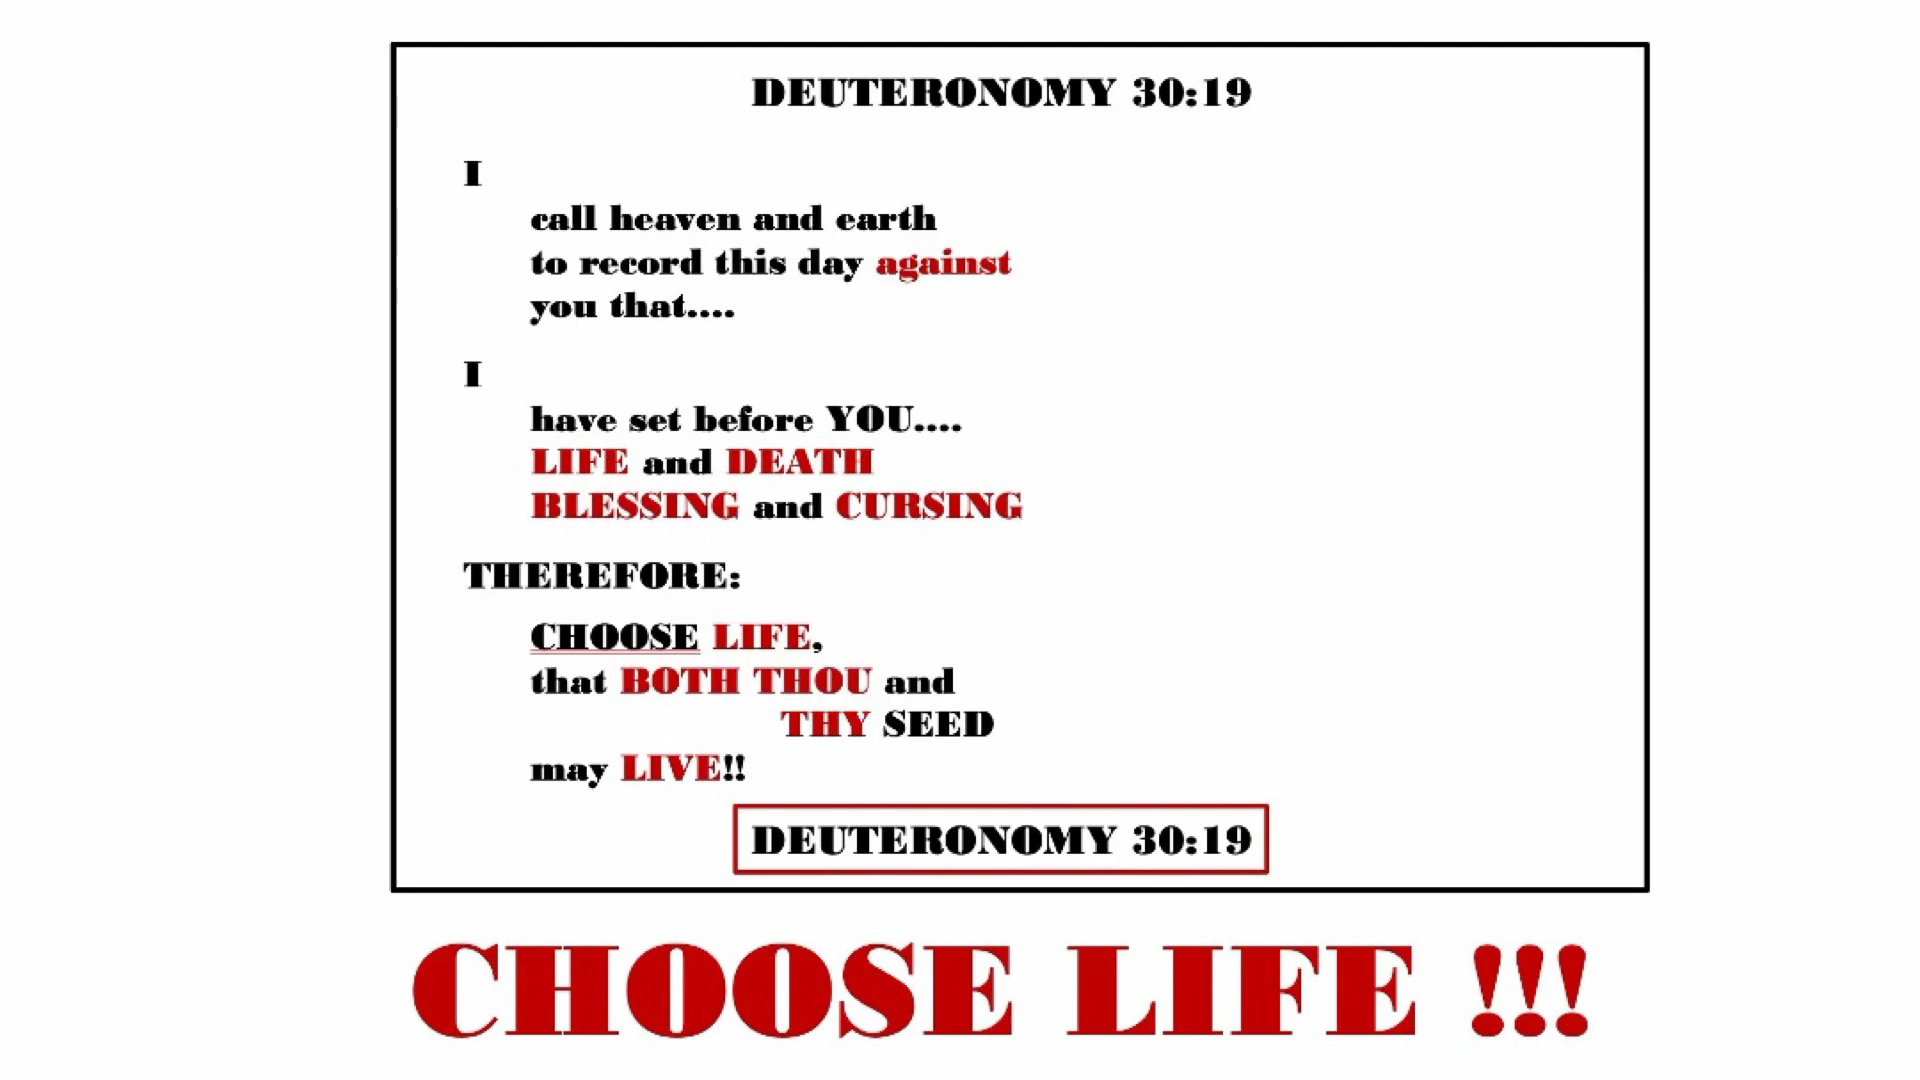 DEUTERONOMY 30:19
I
call heaven and earth
to record this day against
you that....
I
have set before YOU....
LIFE and DEATH
BLESSING and CURSING
THEREFORE:
CHOOSE LIFE,
that BOTH THOU and
THY SEED
may LIVE!!
DEUTERONOMY 30:19
CHOOSE LIFE !!!